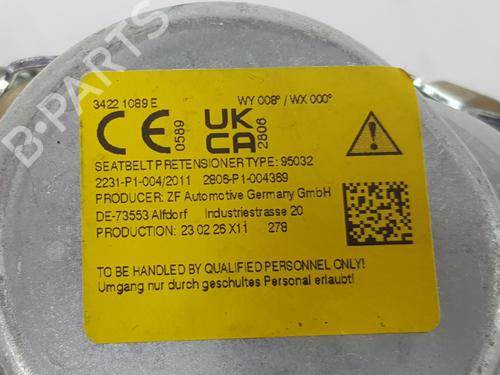 3422 1089 E WY 008° / WX 000°
CE 0589 UKCA 2806
SEATBELT PRETENSIONER TYPE: 95032
2231-P1-004/2011 2806-P1-004369
PRODUCER: ZF Automotive Germany GmbH
DE-73553 Alfdorf Industriestrasse 20
PRODUCTION: 23 02 26 X11 278
TO BE HANDLED BY QUALIFIED PERSONNEL ONLY!
Umgang nur durch geschultes Personal erlaubt!
B-PARTS